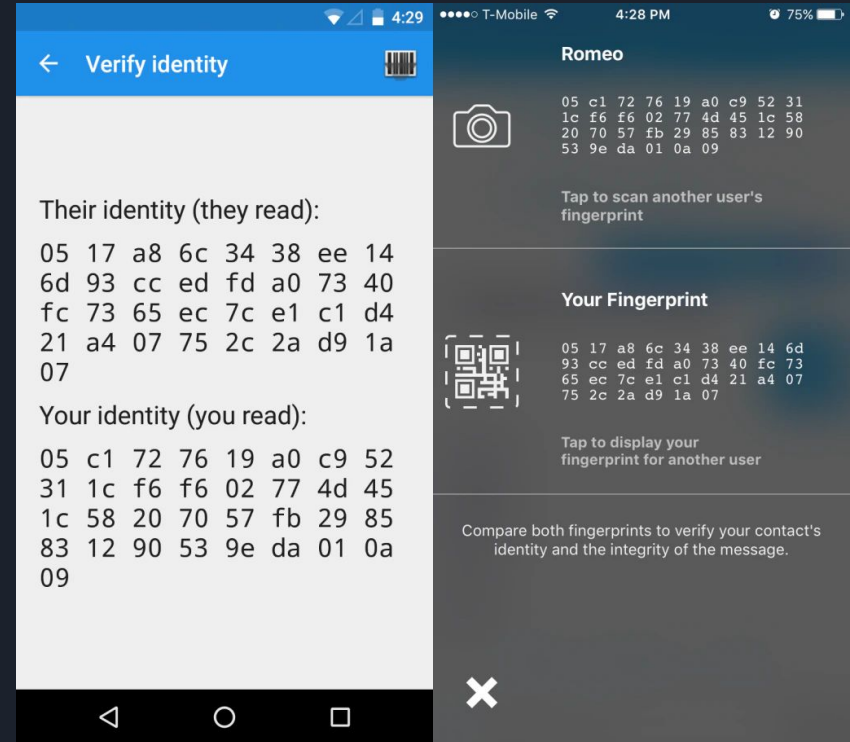 4:29
Verify identity
Their identity (they read):
05 17 a8 6c 34 38 ee 14
6d 93 cc ed fd a0 73 40
fc 73 65 ec 7c e1 c1 d4
21 a4 07 75 2c 2a d9 1a
07
Your identity (you read):
05 c1 72 76 19 a0 c9 52
31 1c f6 f6 02 77 4d 45
1c 58 20 70 57 fb 29 85
83 12 90 53 9e da 01 0a
09
T-Mobile 4:28 PM 75%
Romeo
05 c1 72 76 19 a0 c9 52 31
1c f6 f6 02 77 4d 45 1c 58
20 70 57 fb 29 85 83 12 90
53 9e da 01 0a 09
Tap to scan another user's
fingerprint
Your Fingerprint
05 17 a8 6c 34 38 ee 14 6d
93 cc ed fd a0 73 40 fc 73
65 ec 7c e1 c1 d4 21 a4 07
75 2c 2a d9 1a 07
Tap to display your
fingerprint for another user
Compare both fingerprints to verify your contact's
identity and the integrity of the message.